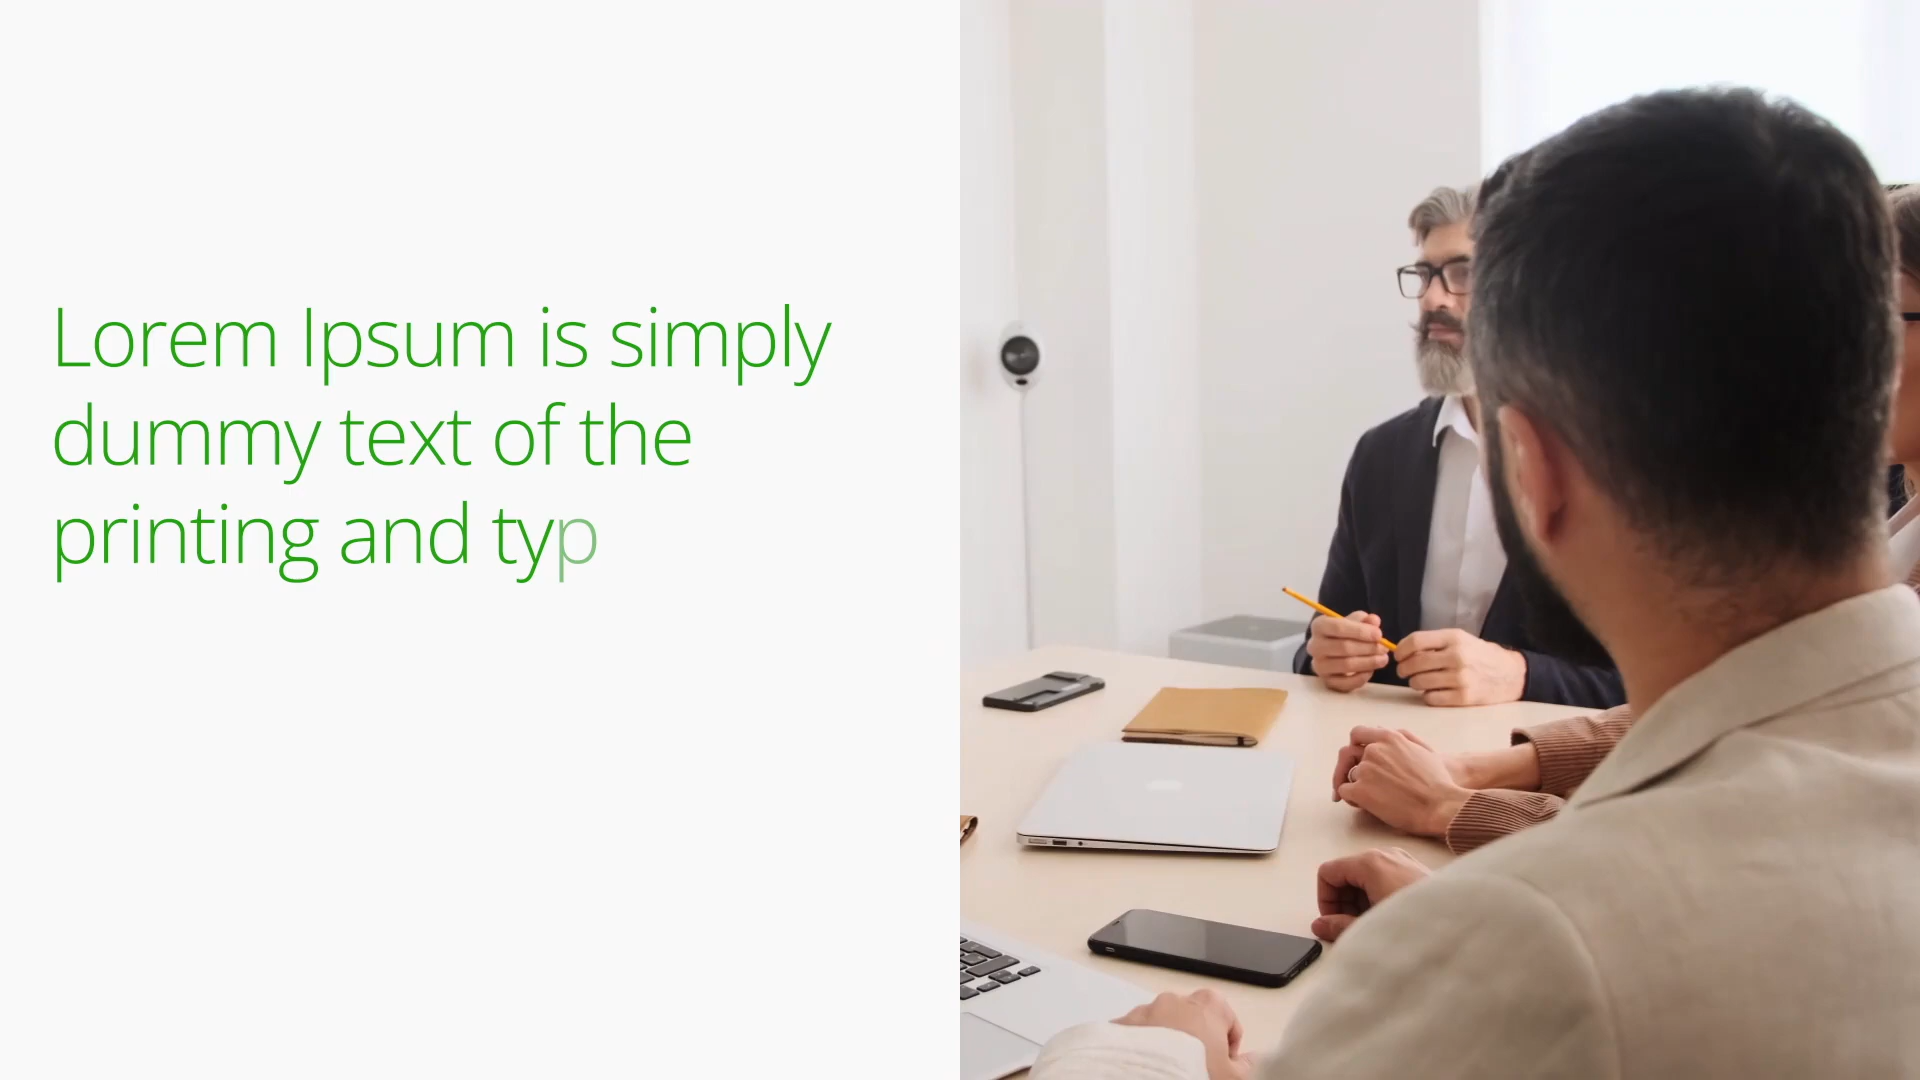 Lorem Ipsum is simply
dummy text of the
printing and typ